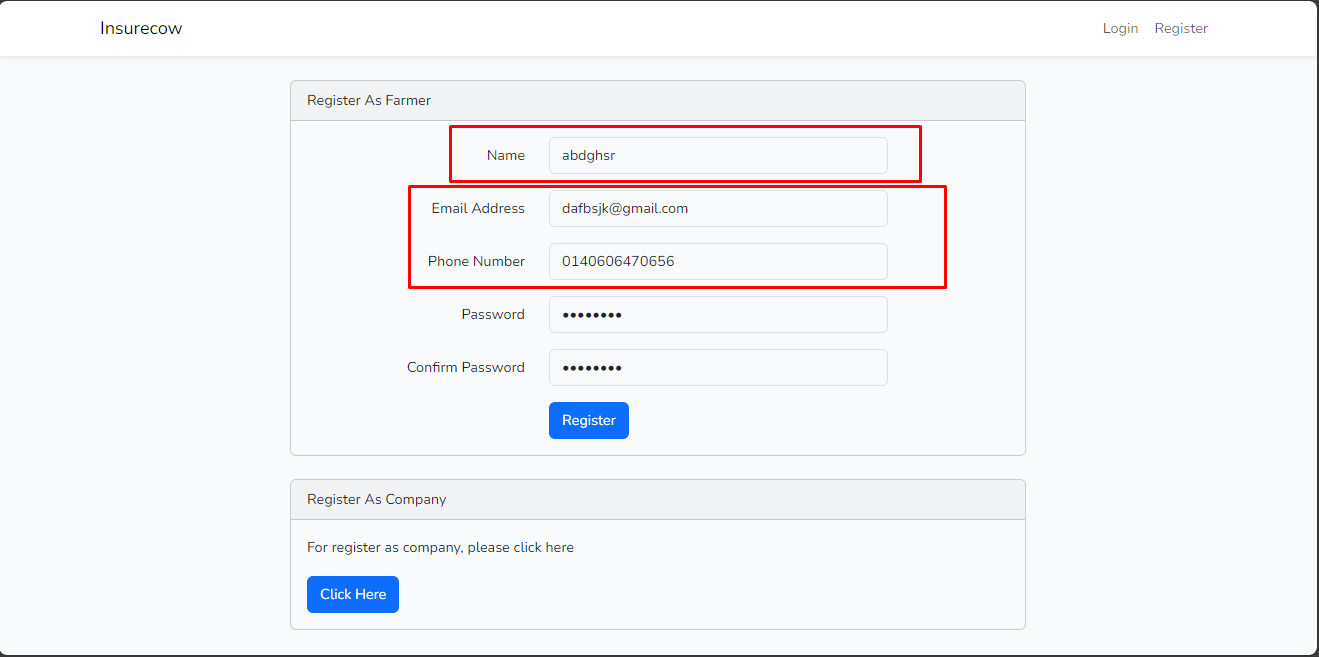 Insurecow Login Register
Register As Farmer
Name abdghsr
Email Address dafbsjk@gmail.com
Phone Number 0140606470656
Password ••••••••
Confirm Password ••••••••
Register
Register As Company
For register as company, please click here
Click Here